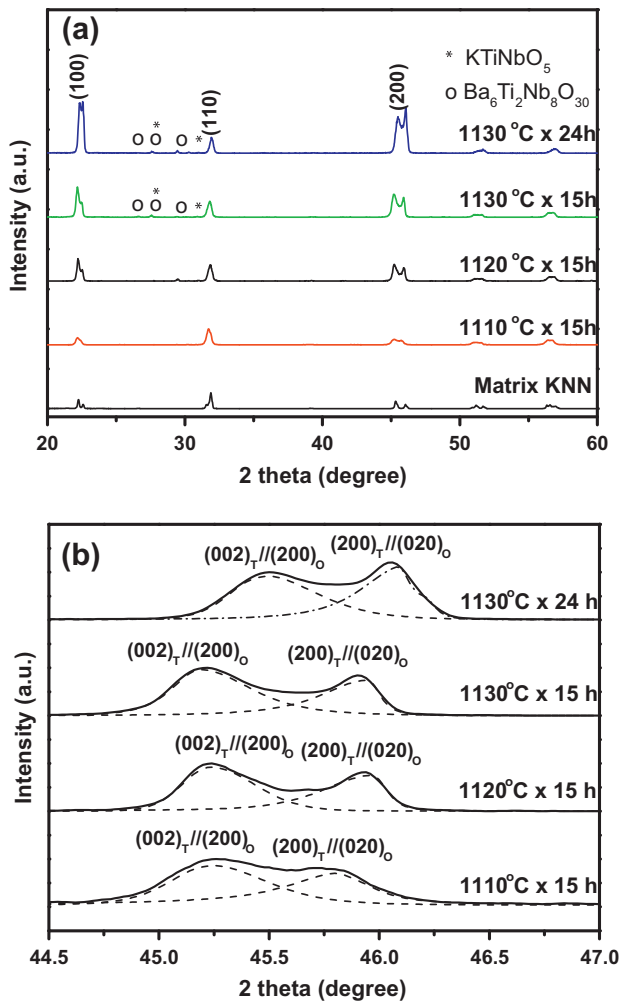 (a)
(100)
(110)
(200)
* KTiNbO₅
o Ba₆Ti₂Nb₈O₃₀
o o * o *
1130 °C x 24h
o o * o *
1130 °C x 15h
1120 °C x 15h
1110 °C x 15h
Matrix KNN
Intensity (a.u.)
20 30 40 50 60
2 theta (degree)
(b)
(002)T//(200)O (200)T//(020)O
1130°C x 24 h
(002)T//(200)O (200)T//(020)O
1130°C x 15 h
(002)T//(200)O (200)T//(020)O
1120°C x 15 h
(002)T//(200)O (200)T//(020)O
1110°C x 15 h
Intensity (a.u.)
44.5 45.0 45.5 46.0 46.5 47.0
2 theta (degree)